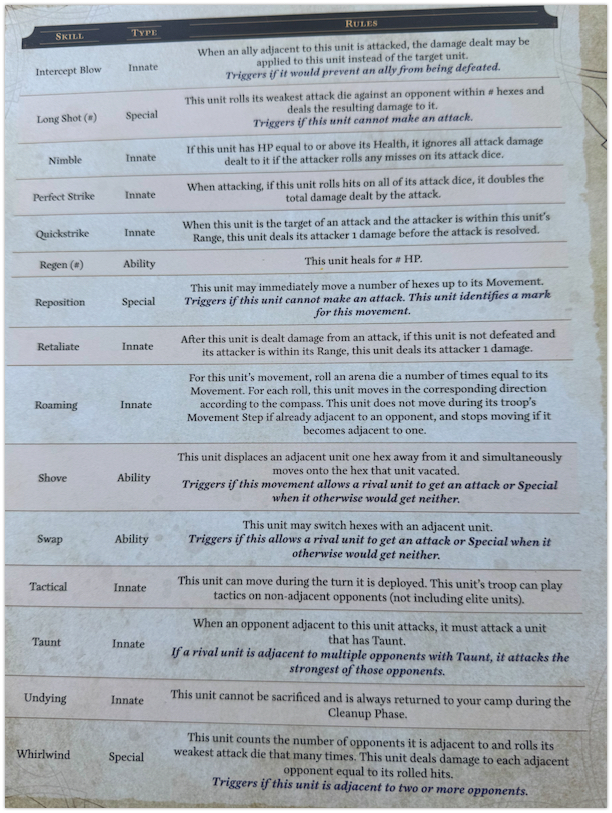 SKILL TYPE RULES
When an ally adjacent to this unit is attacked, the damage dealt may be
Intercept Blow Innate applied to this unit instead of the target unit.
Triggers if it would prevent an ally from being defeated.
This unit rolls its weakest attack die against an opponent within # hexes and
Long Shot (#) Special deals the resulting damage to it.
Triggers if this unit cannot make an attack.
Nimble Innate If this unit has HP equal to or above its Health, it ignores all attack damage
dealt to it if the attacker rolls any misses on its attack dice.
Perfect Strike Innate When attacking, if this unit rolls hits on all of its attack dice, it doubles the
total damage dealt by the attack.
Quickstrike Innate When this unit is the target of an attack and the attacker is within this unit's
Range, this unit deals its attacker 1 damage before the attack is resolved.
Regen (#) Ability This unit heals for # HP.
This unit may immediately move a number of hexes up to its Movement.
Reposition Special Triggers if this unit cannot make an attack. This unit identifies a mark
for this movement.
Retaliate Innate After this unit is dealt damage from an attack, if this unit is not defeated and
its attacker is within its Range, this unit deals its attacker 1 damage.
For this unit's movement, roll an arena die a number of times equal to its
Movement. For each roll, this unit moves in the corresponding direction
Roaming Innate according to the compass. This unit does not move during its troop's
Movement Step if already adjacent to an opponent, and stops moving if it
becomes adjacent to one.
This unit displaces an adjacent unit one hex away from it and simultaneously
moves onto the hex that unit vacated.
Shove Ability Triggers if this movement allows a rival unit to get an attack or Special
when it otherwise would get neither.
This unit may switch hexes with an adjacent unit.
Swap Ability Triggers if this allows a rival unit to get an attack or Special when it
otherwise would get neither.
Tactical Innate This unit can move during the turn it is deployed. This unit's troop can play
tactics on non-adjacent opponents (not including elite units).
When an opponent adjacent to this unit attacks, it must attack a unit
Taunt Innate that has Taunt.
If a rival unit is adjacent to multiple opponents with Taunt, it attacks the
strongest of those opponents.
Undying Innate This unit cannot be sacrificed and is always returned to your camp during the
Cleanup Phase.
This unit counts the number of opponents it is adjacent to and rolls its
Whirlwind Special weakest attack die that many times. This unit deals damage to each adjacent
opponent equal to its rolled hits.
Triggers if this unit is adjacent to two or more opponents.